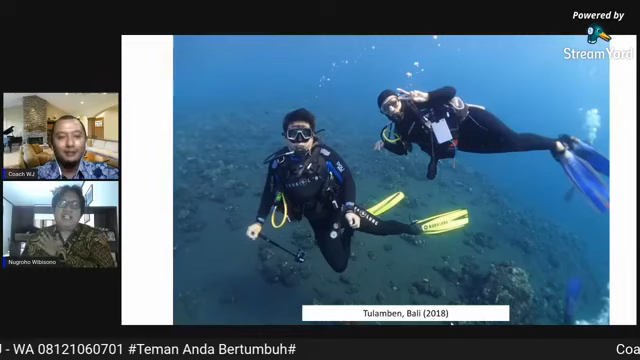 Powered by
StreamYard
Coach WJ
Nugroho Wibisono
Tulamben, Bali (2018)
J - WA 08121060701 #Teman Anda Bertumbuh#
Coa